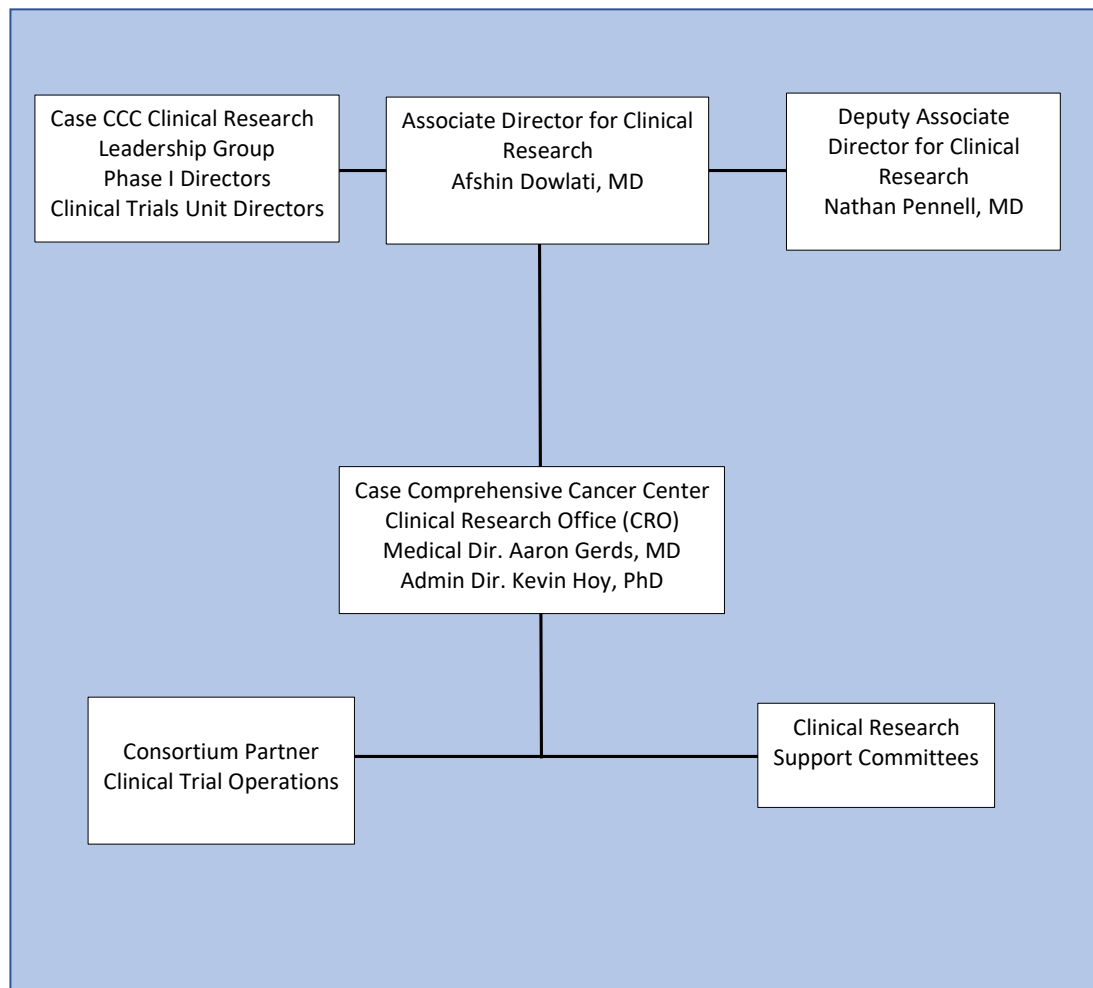 Case CCC Clinical Research
Leadership Group
Phase I Directors
Clinical Trials Unit Directors
Associate Director for Clinical
Research
Afshin Dowlati, MD
Deputy Associate
Director for Clinical
Research
Nathan Pennell, MD
Case Comprehensive Cancer Center
Clinical Research Office (CRO)
Medical Dir. Aaron Gerds, MD
Admin Dir. Kevin Hoy, PhD
Consortium Partner
Clinical Trial Operations
Clinical Research
Support Committees